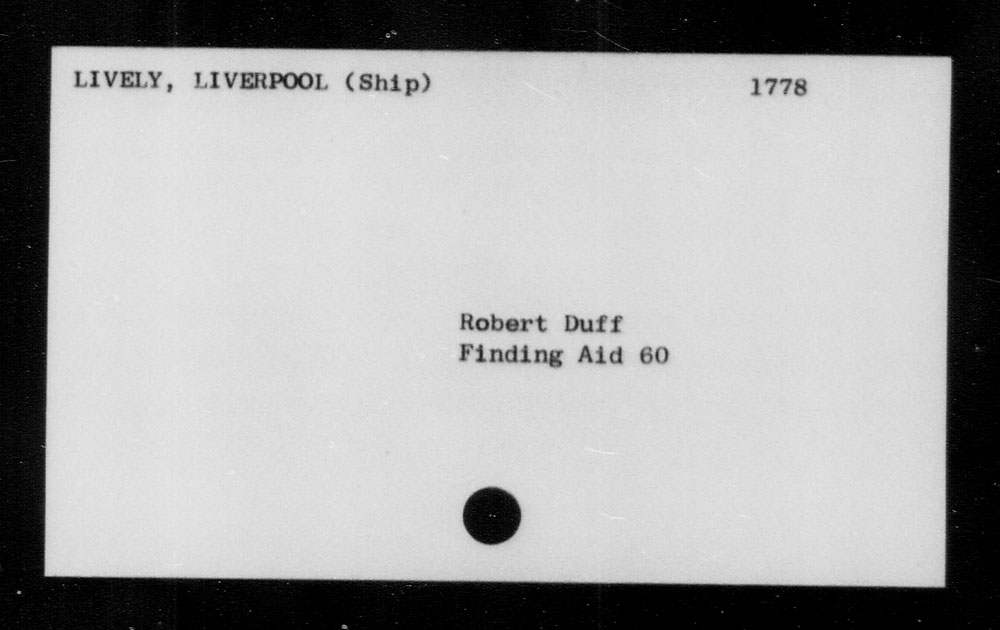 LIVELY, LIVERPOOL (Ship) 1778
Robert Duff
Finding Aid 60